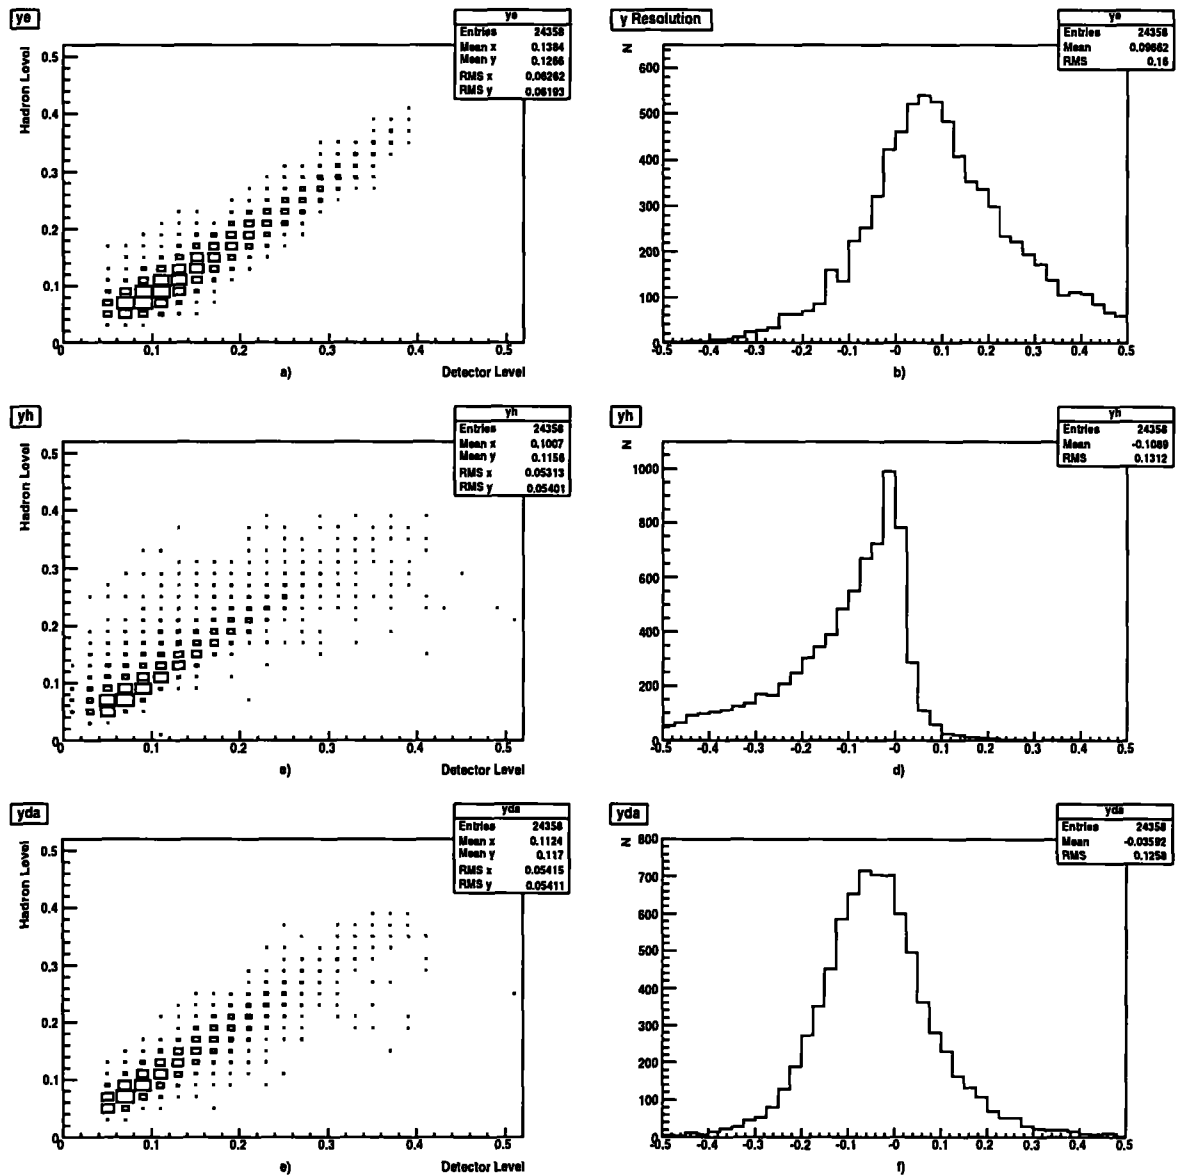 ye
ye
Entries 24358
Mean x 0.1384
Mean y 0.1266
RMS x 0.06262
RMS y 0.06193
Hadron Level
0.5
0.4
0.3
0.2
0.1
0
0 0.1 0.2 0.3 0.4 0.5
a) Detector Level
y Resolution
ye
Entries 24358
Mean 0.09662
RMS 0.16
N
600
500
400
300
200
100
0
-0.5 -0.4 -0.3 -0.2 -0.1 -0 0.1 0.2 0.3 0.4 0.5
b)
yh
yh
Entries 24358
Mean x 0.1007
Mean y 0.1156
RMS x 0.05313
RMS y 0.05401
Hadron Level
0.5
0.4
0.3
0.2
0.1
0
0 0.1 0.2 0.3 0.4 0.5
c) Detector Level
yh
yh
Entries 24358
Mean -0.1089
RMS 0.1312
N
1000
800
600
400
200
0
-0.5 -0.4 -0.3 -0.2 -0.1 -0 0.1 0.2 0.3 0.4 0.5
d)
yda
yda
Entries 24358
Mean x 0.1124
Mean y 0.117
RMS x 0.05415
RMS y 0.05411
Hadron Level
0.5
0.4
0.3
0.2
0.1
0
0 0.1 0.2 0.3 0.4 0.5
e) Detector Level
yda
yda
Entries 24358
Mean -0.03592
RMS 0.1258
N
800
700
600
500
400
300
200
100
0
-0.5 -0.4 -0.3 -0.2 -0.1 -0 0.1 0.2 0.3 0.4 0.5
f)